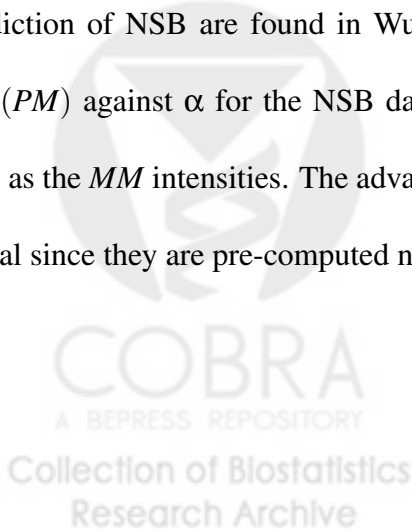 diction of NSB are found in Wu
(PM) against α for the NSB da
as the MM intensities. The adva
al since they are pre-computed n
COBRA
A BEPRESS REPOSITORY
Collection of Biostatistics
Research Archive